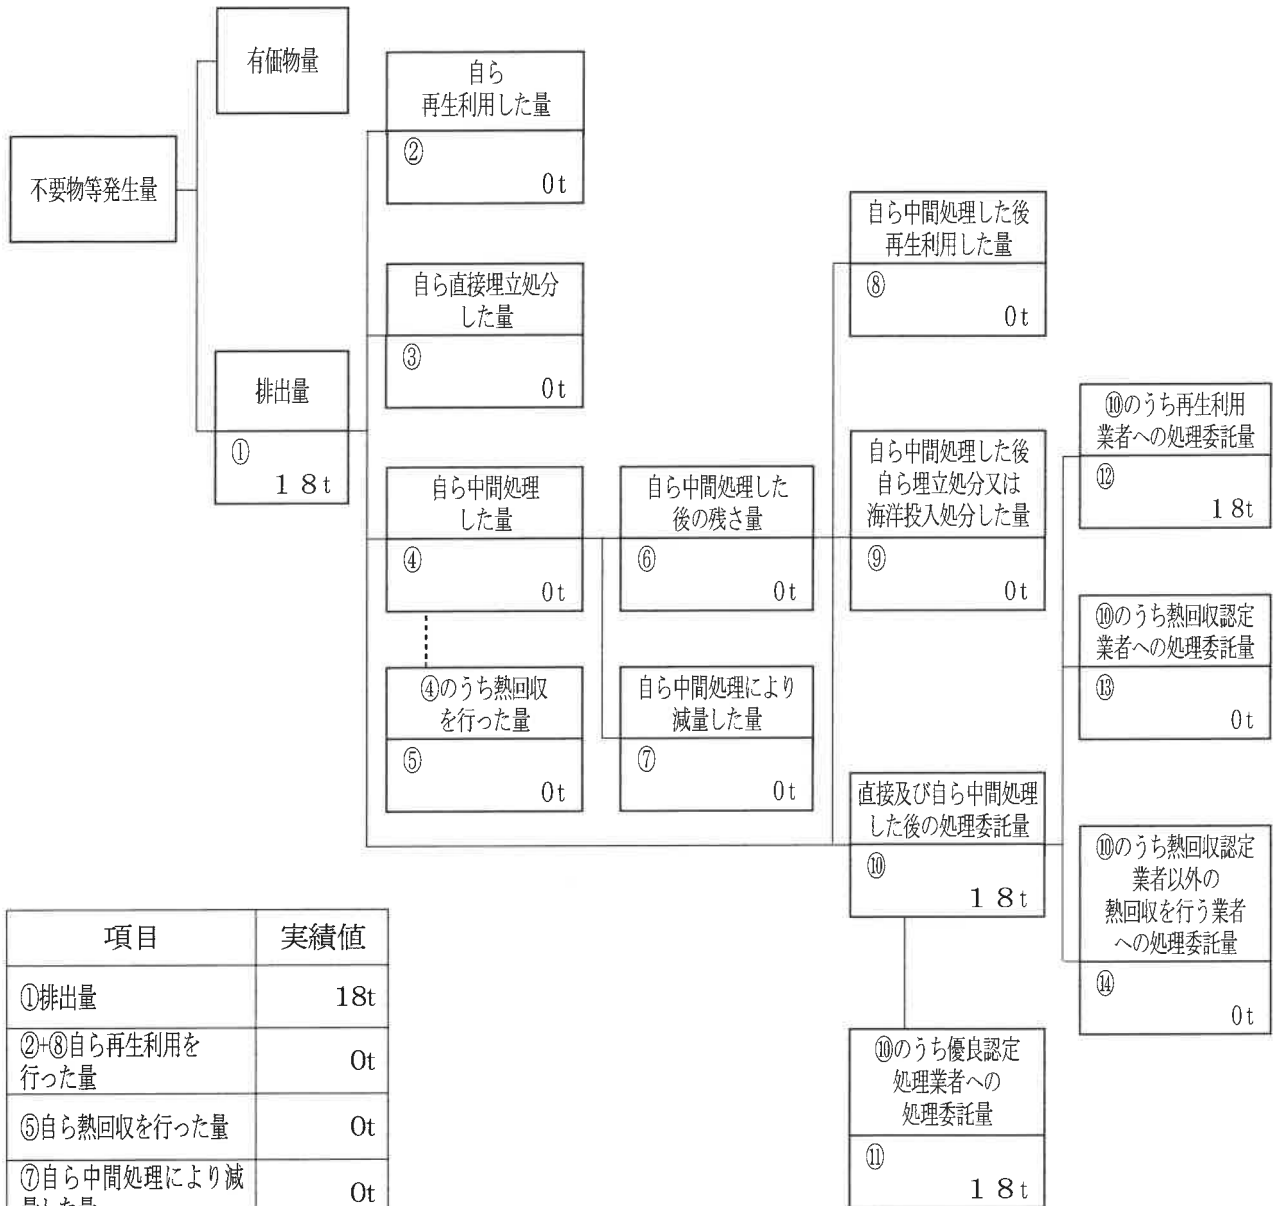 有価物量
不要物等発生量
排出量
①
18t
自ら
再生利用した量
②
0t
自ら直接埋立処分
した量
③
0t
自ら中間処理
した量
④
0t
④のうち熱回収
を行った量
⑤
0t
自ら中間処理した
後の残さ量
⑥
0t
自ら中間処理により
減量した量
⑦
0t
自ら中間処理した後
再生利用した量
⑧
0t
自ら中間処理した後
自ら埋立処分又は
海洋投入処分した量
⑨
0t
直接及び自ら中間処理
した後の処理委託量
⑩
18t
⑩のうち優良認定
処理業者への
処理委託量
⑪
18t
⑩のうち再生利用
業者への処理委託量
⑫
18t
⑩のうち熱回収認定
業者への処理委託量
⑬
0t
⑩のうち熱回収認定
業者以外の
熱回収を行う業者
への処理委託量
⑭
0t
項目 実績値
①排出量 18t
②+⑧自ら再生利用を
行った量 0t
⑤自ら熱回収を行った量 0t
⑦自ら中間処理により減 0t